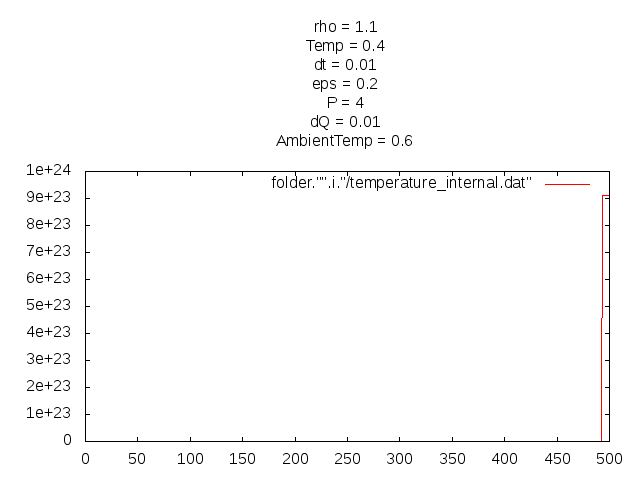 rho = 1.1
Temp = 0.4
dt = 0.01
eps = 0.2
P = 4
dQ = 0.01
AmbientTemp = 0.6
folder."".i."/temperature_internal.dat"
1e+24
9e+23
8e+23
7e+23
6e+23
5e+23
4e+23
3e+23
2e+23
1e+23
0
0 50 100 150 200 250 300 350 400 450 500